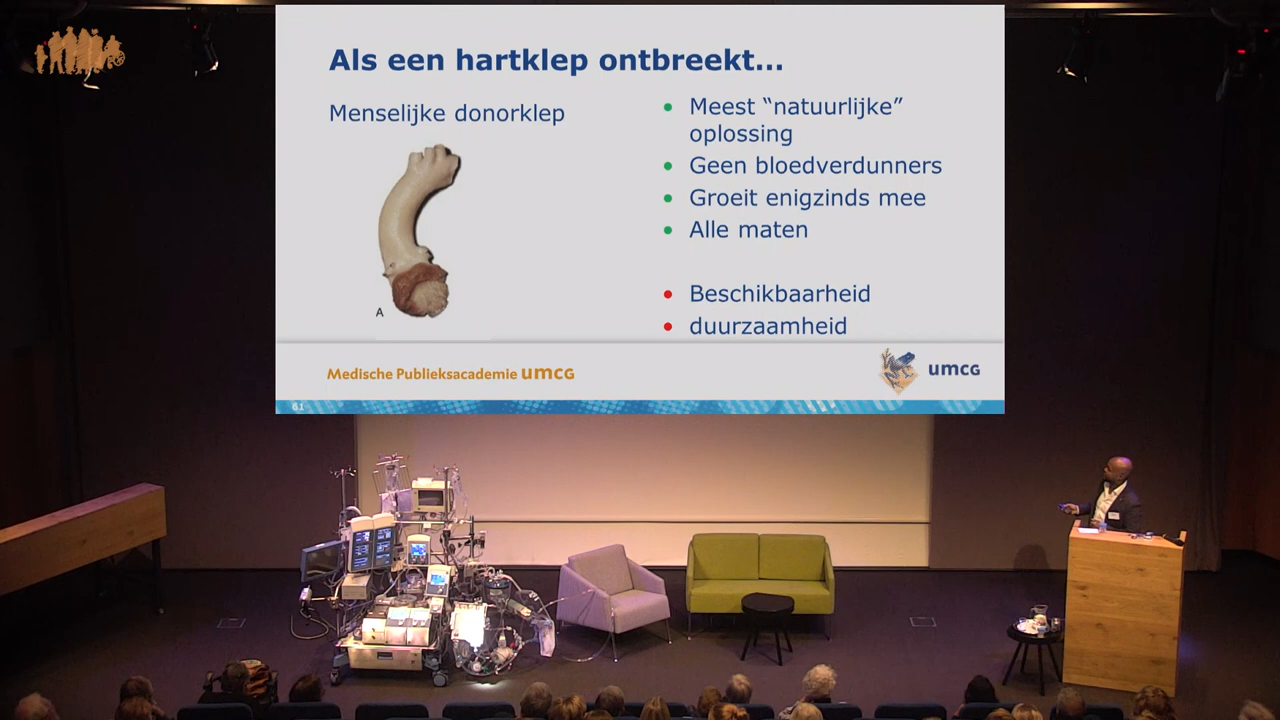 Als een hartklep ontbreekt...
Menselijke donorklep
A
• Meest “natuurlijke”
oplossing
• Geen bloedverdunners
• Groeit enigzinds mee
• Alle maten
• Beschikbaarheid
• duurzaamheid
Medische Publieksacademie umcg
umcg
61